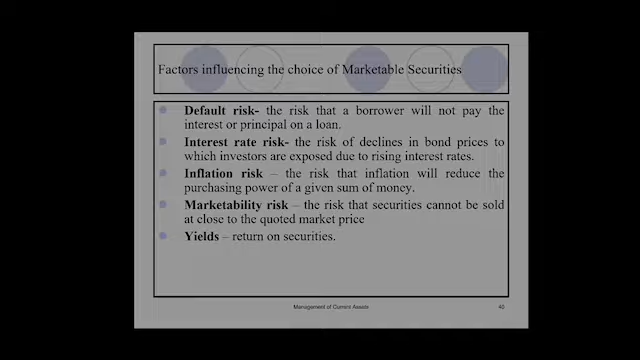 Factors influencing the choice of Marketable Securities
Default risk- the risk that a borrower will not pay the
interest or principal on a loan.
Interest rate risk- the risk of declines in bond prices to
which investors are exposed due to rising interest rates.
Inflation risk – the risk that inflation will reduce the
purchasing power of a given sum of money.
Marketability risk – the risk that securities cannot be sold
at close to the quoted market price
Yields – return on securities.
Management of Current Assets
40